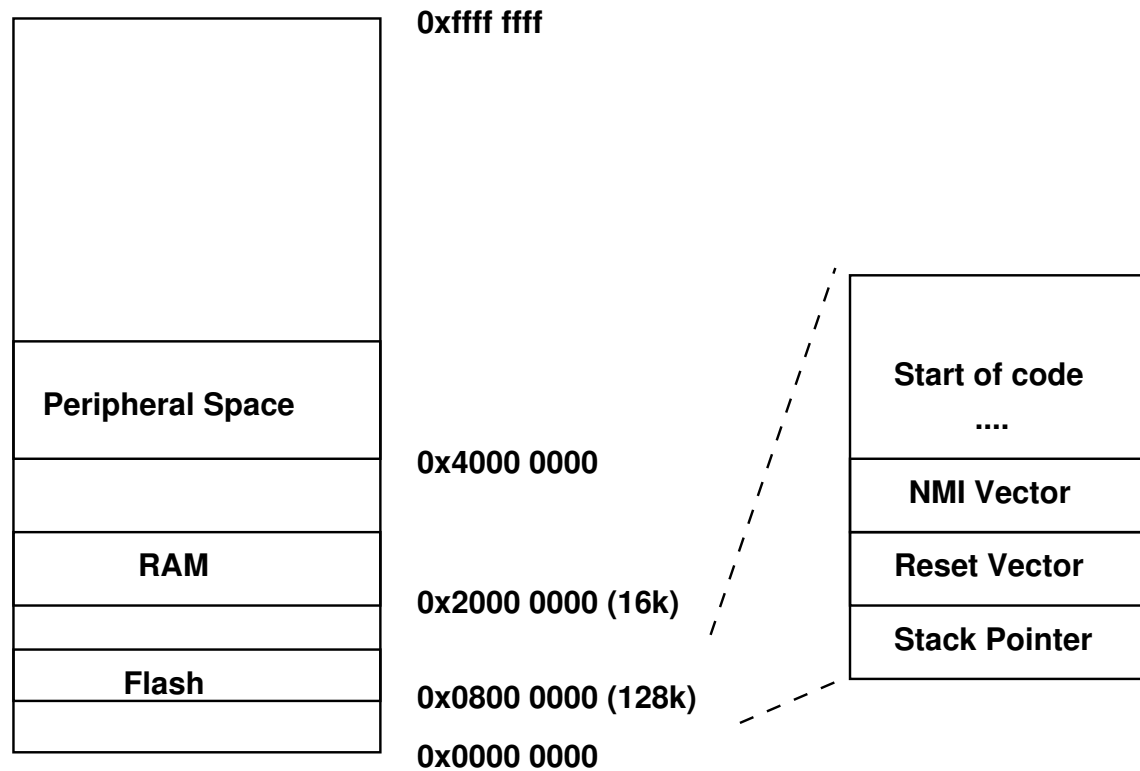 0xffff ffff
Peripheral Space
0x4000 0000
RAM
0x2000 0000 (16k)
Flash
0x0800 0000 (128k)
0x0000 0000
Start of code
....
NMI Vector
Reset Vector
Stack Pointer